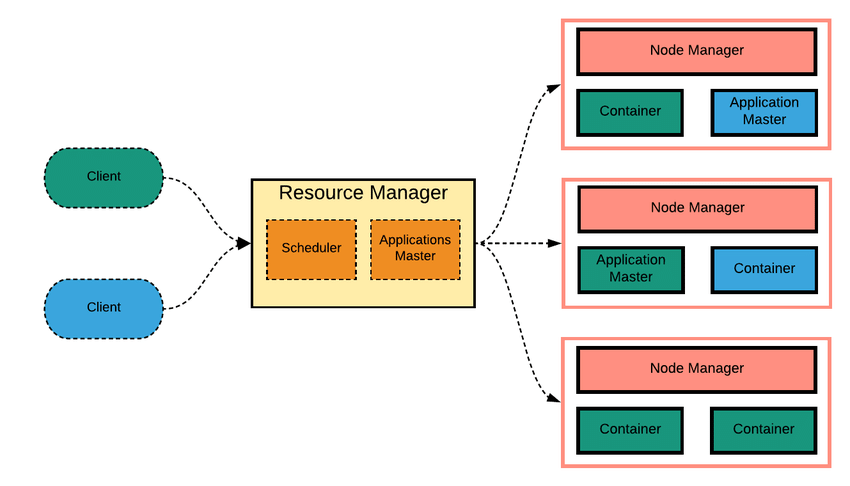 Client
Client
Resource Manager
Scheduler
Applications
Master
Node Manager
Container
Application
Master
Node Manager
Application
Master
Container
Node Manager
Container
Container